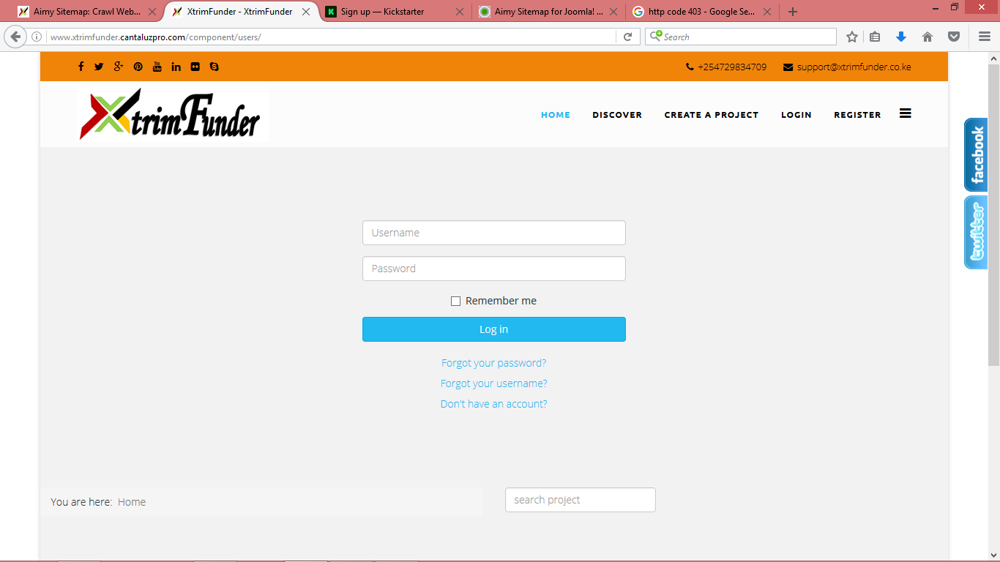 Aimy Sitemap: Crawl Web...
XtrimFunder - XtrimFunder
Sign up — Kickstarter
Aimy Sitemap for Joomla! ...
http code 403 - Google Se...
www.xtrimfunder.cantaluzpro.com/component/users/
Search
+254729834709
support@xtrimfunder.co.ke
XtrimFunder
HOME
DISCOVER
CREATE A PROJECT
LOGIN
REGISTER
facebook
twitter
Username
Password
Remember me
Log in
Forgot your password?
Forgot your username?
Don't have an account?
You are here: Home
search project